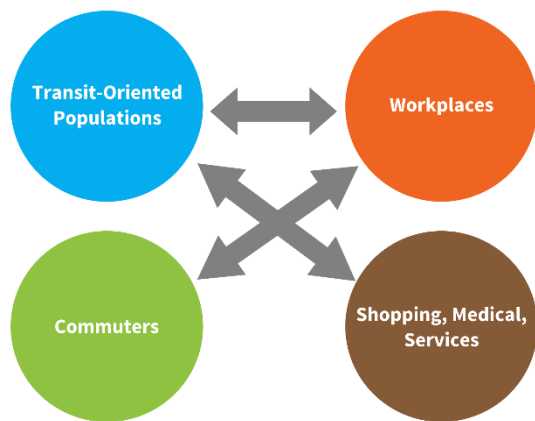 Transit-Oriented
Populations
Workplaces
Commuters
Shopping, Medical,
Services